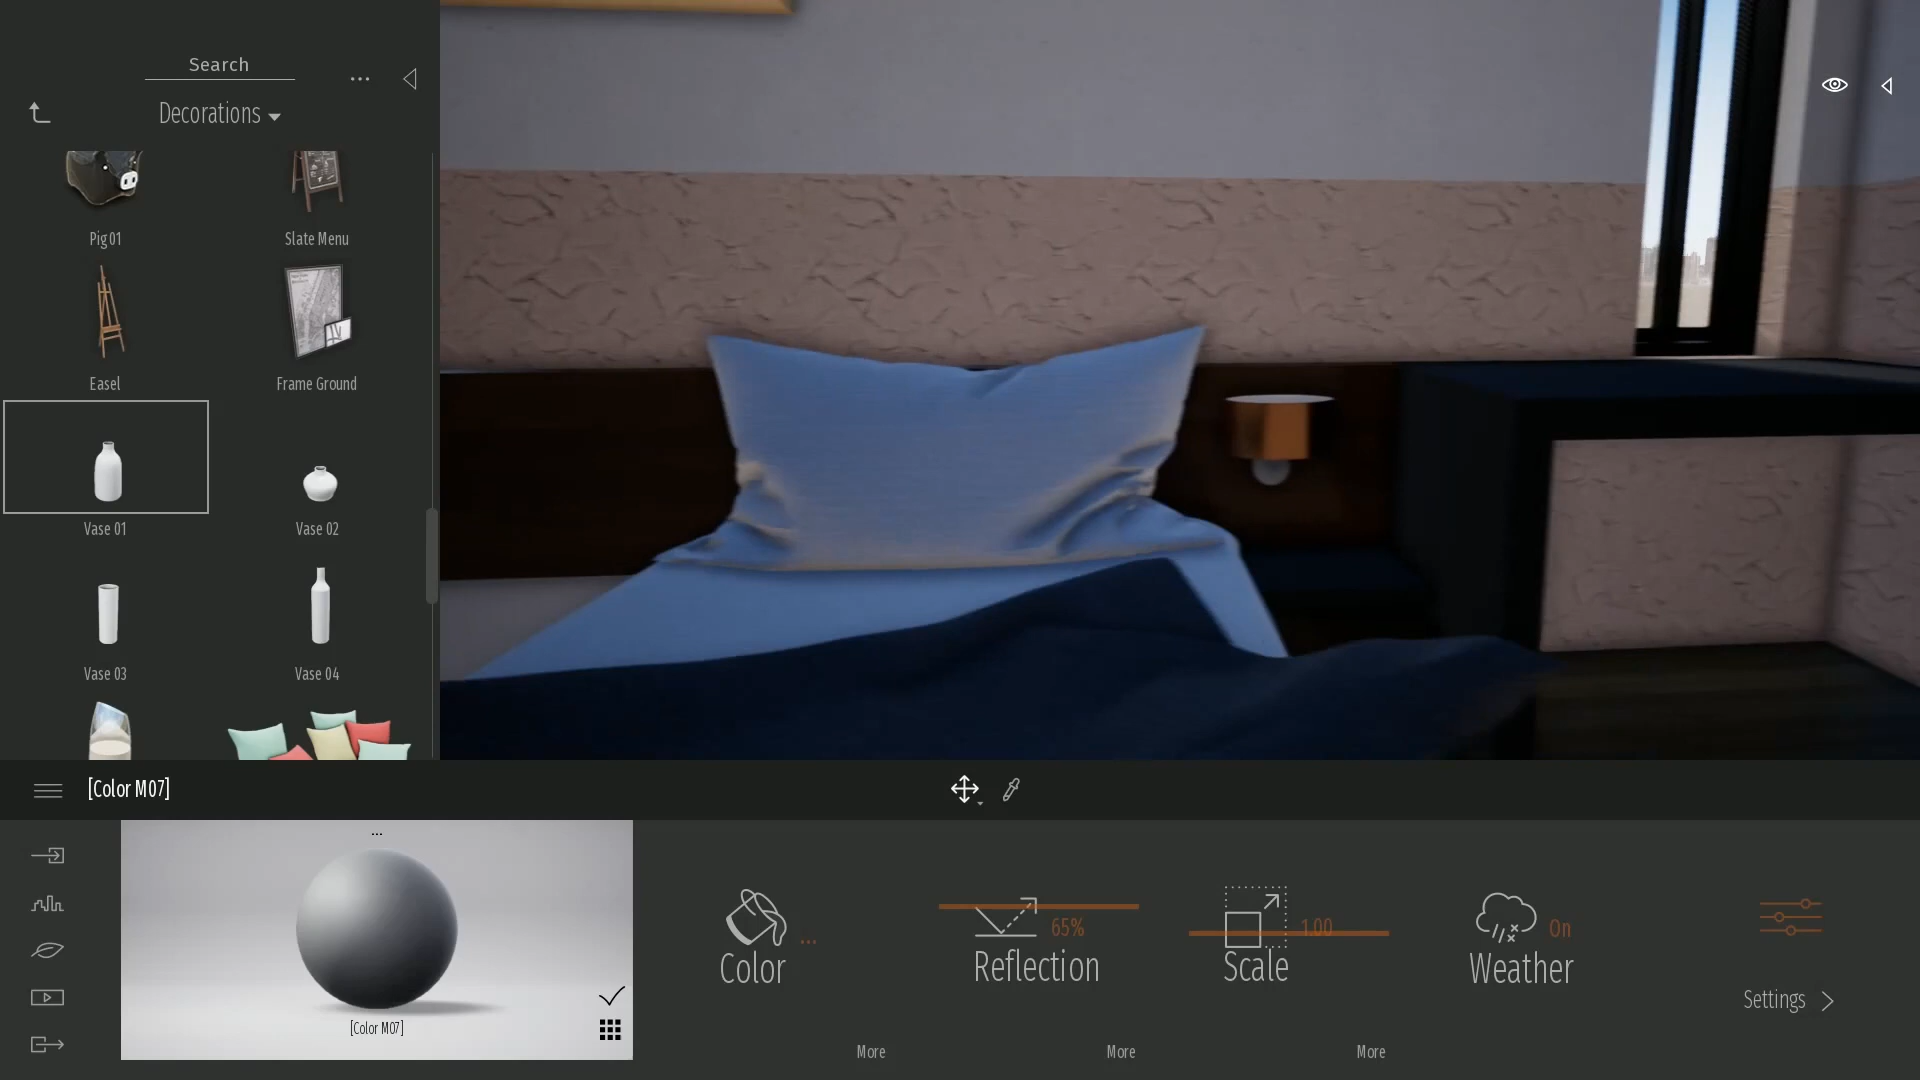 Search
...
Decorations
Pig 01
Slate Menu
Easel
Frame Ground
Vase 01
Vase 02
Vase 03
Vase 04
[Color M07]
...
[Color M07]
...
Color
More
65%
Reflection
More
1.00
Scale
More
On
Weather
Settings